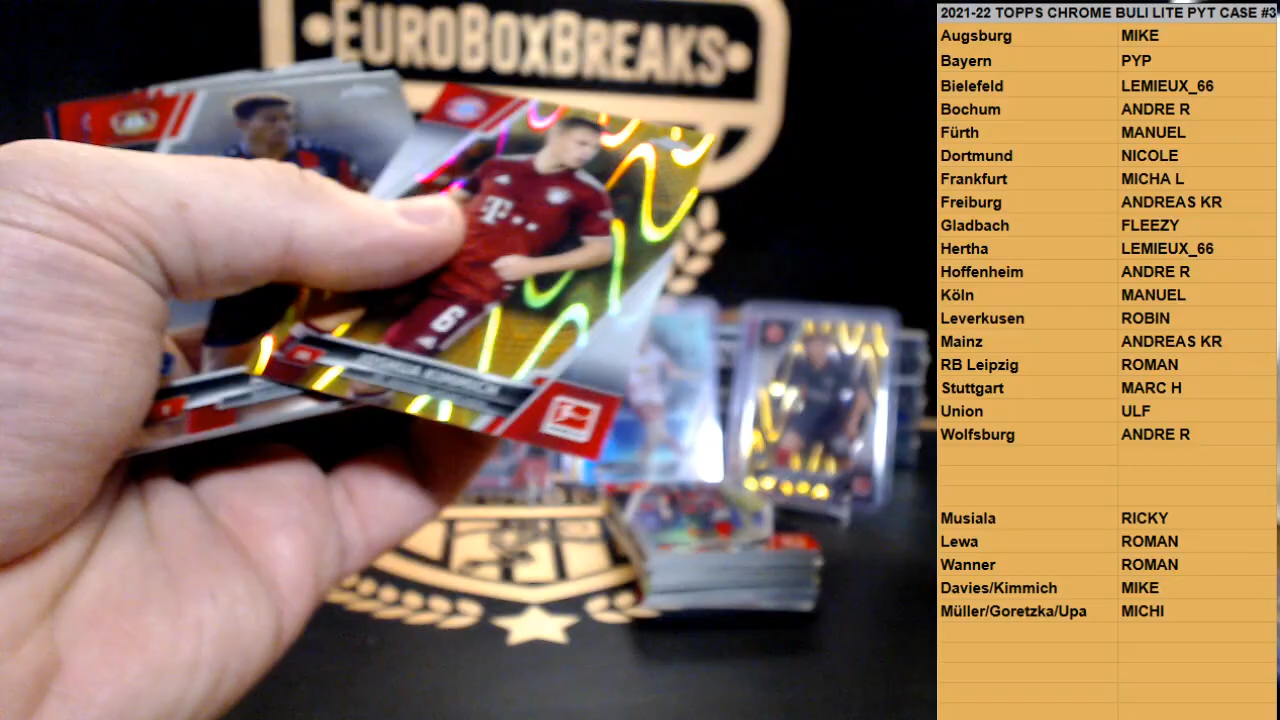 EUROBOXBREAKS
T
6
2021-22 TOPPS CHROME BULI LITE PYT CASE #3
Augsburg MIKE
Bayern PYP
Bielefeld LEMIEUX_66
Bochum ANDRE R
Fürth MANUEL
Dortmund NICOLE
Frankfurt MICHA L
Freiburg ANDREAS KR
Gladbach FLEEZY
Hertha LEMIEUX_66
Hoffenheim ANDRE R
Köln MANUEL
Leverkusen ROBIN
Mainz ANDREAS KR
RB Leipzig ROMAN
Stuttgart MARC H
Union ULF
Wolfsburg ANDRE R
Musiala RICKY
Lewa ROMAN
Wanner ROMAN
Davies/Kimmich MIKE
Müller/Goretzka/Upa MICHI